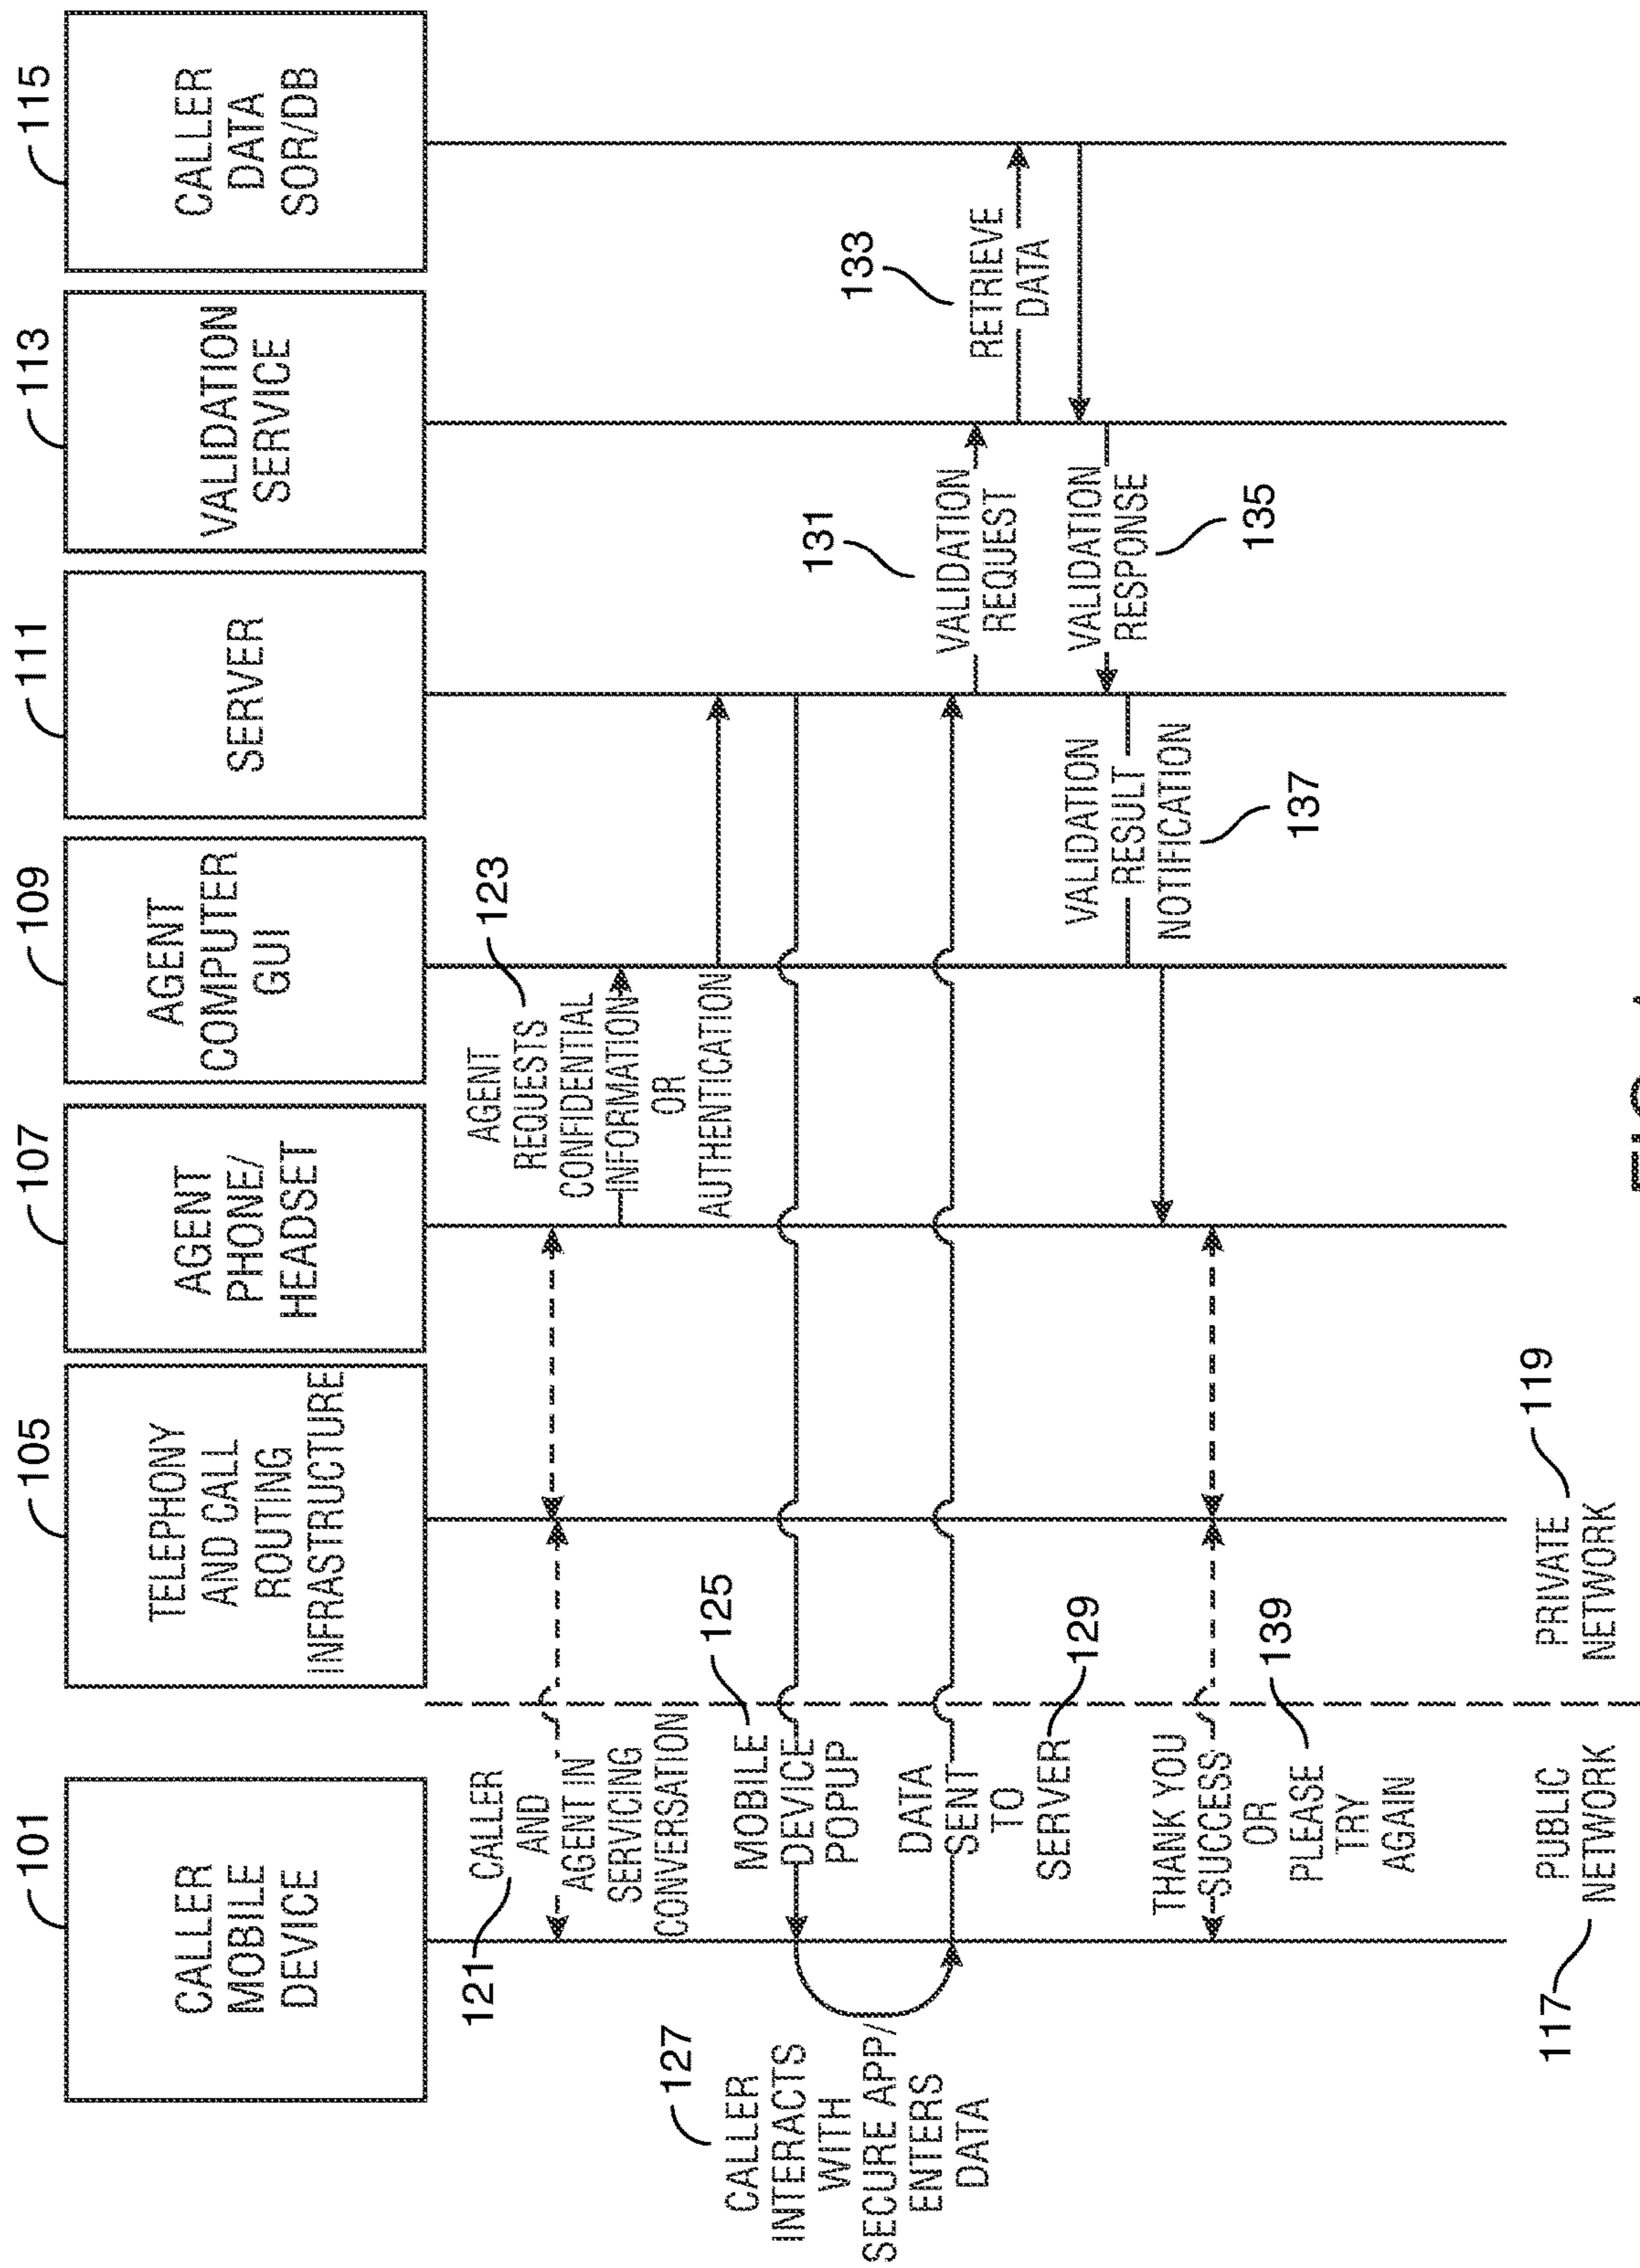 101
CALLER
MOBILE
DEVICE
105
TELEPHONY
AND CALL
ROUTING
INFRASTRUCTURE
107
AGENT
PHONE/
HEADSET
109
AGENT
COMPUTER
GUI
111
SERVER
113
VALIDATION
SERVICE
115
CALLER
DATA
SOR/DB
121
CALLER
AND
AGENT IN
SERVICING
CONVERSATION
123
AGENT
REQUESTS
CONFIDENTIAL
INFORMATION
OR
AUTHENTICATION
125
MOBILE
DEVICE
POPUP
127
CALLER
INTERACTS
WITH
SECURE APP/
ENTERS
DATA
DATA
SENT
TO
SERVER
129
131
VALIDATION
REQUEST
133
RETRIEVE
DATA
VALIDATION
RESPONSE
135
VALIDATION
RESULT
NOTIFICATION
137
THANK YOU
SUCCESS
OR
PLEASE
TRY
AGAIN
139
PUBLIC
NETWORK
117
PRIVATE
NETWORK
119